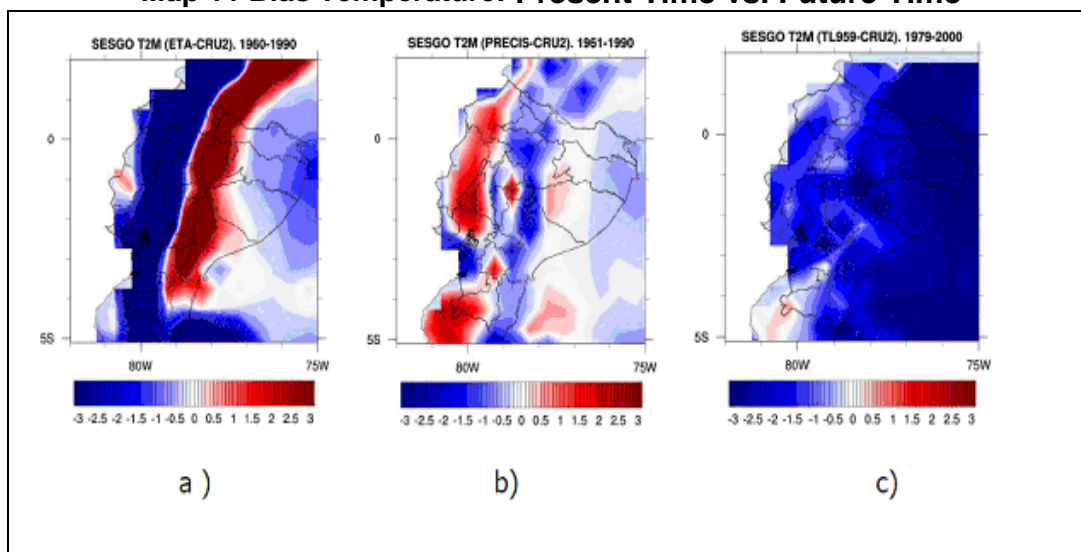 Map 11 Bias Temperature: Present Time vs. Future Time
SESGO T2M (ETA-CRU2). 1960-1990
0
5S
80W
75W
-3 -2.5 -2 -1.5 -1 -0.5 0 0.5 1 1.5 2 2.5 3
a )
SESGO T2M (PRECIS-CRU2). 1961-1990
0
5S
80W
75W
-3 -2.5 -2 -1.5 -1 -0.5 0 0.5 1 1.5 2 2.5 3
b)
SESGO T2M (TL959-CRU2). 1979-2000
0
5S
80W
75W
-3 -2.5 -2 -1.5 -1 -0.5 0 0.5 1 1.5 2 2.5 3
c)